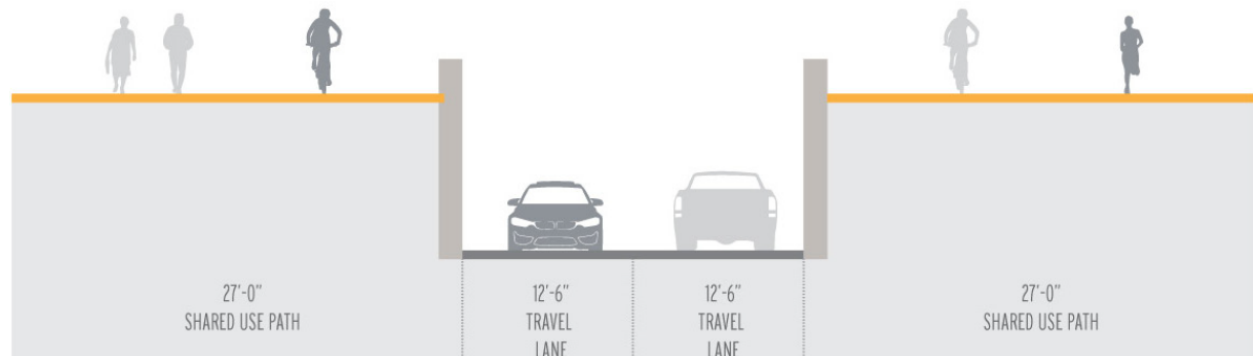 27'-0"
SHARED USE PATH
12'-6"
TRAVEL
LANE
12'-6"
TRAVEL
LANE
27'-0"
SHARED USE PATH